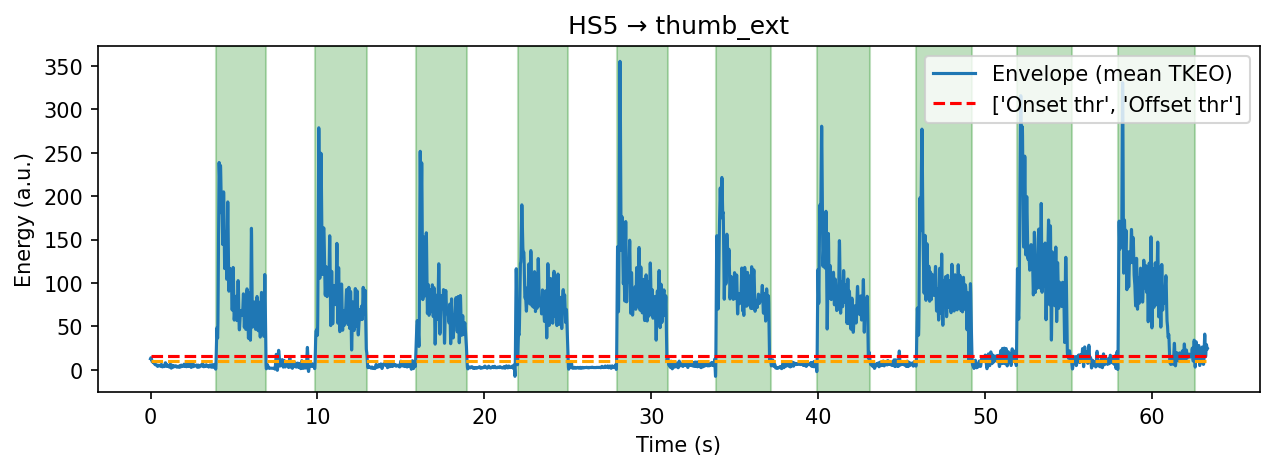 HS5 → thumb_ext
Envelope (mean TKEO)
['Onset thr', 'Offset thr']
Energy (a.u.)
350
300
250
200
150
100
50
0
0 10 20 30 40 50 60
Time (s)